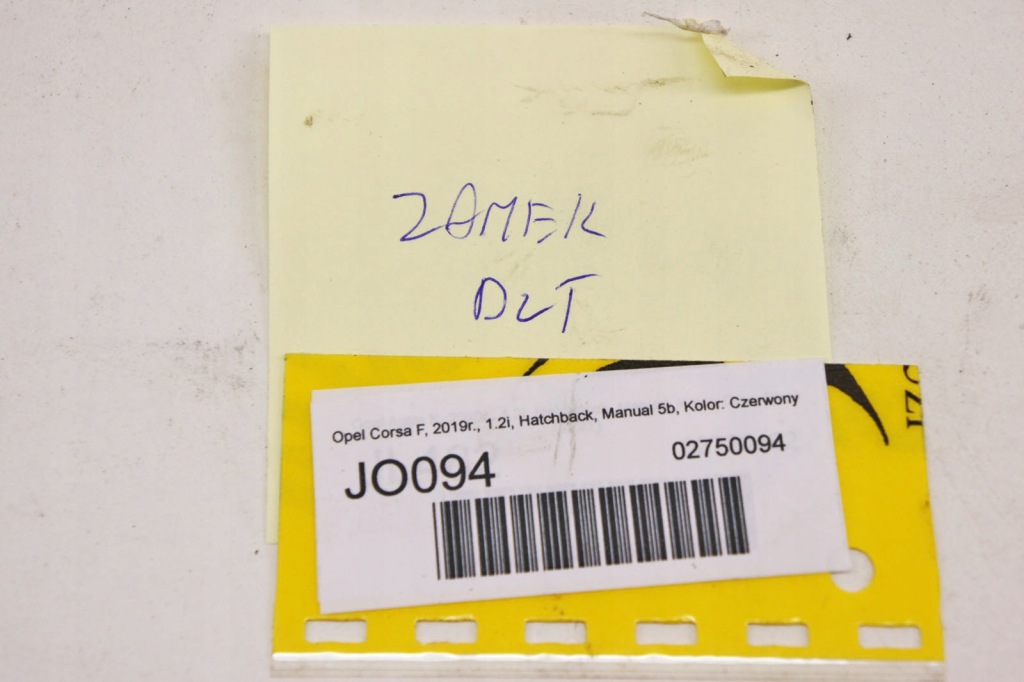 ZAMEK
DLT
Opel Corsa F, 2019r., 1.2i, Hatchback, Manual 5b, Kolor: Czerwony
JO094
02750094